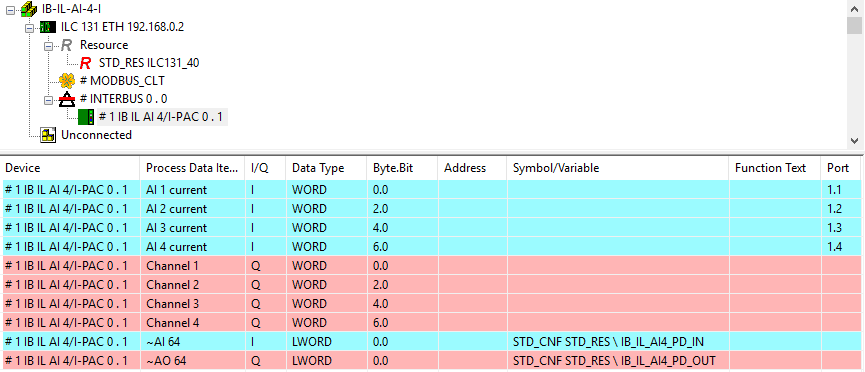 IB-IL-AI-4-I
ILC 131 ETH 192.168.0.2
Resource
STD_RES ILC131_40
# MODBUS_CLT
# INTERBUS 0 . 0
# 1 IB IL AI 4/I-PAC 0 . 1
Unconnected
Device Process Data Ite... I/Q Data Type Byte.Bit Address Symbol/Variable Function Text Port
# 1 IB IL AI 4/I-PAC 0 . 1 AI 1 current I WORD 0.0 1.1
# 1 IB IL AI 4/I-PAC 0 . 1 AI 2 current I WORD 2.0 1.2
# 1 IB IL AI 4/I-PAC 0 . 1 AI 3 current I WORD 4.0 1.3
# 1 IB IL AI 4/I-PAC 0 . 1 AI 4 current I WORD 6.0 1.4
# 1 IB IL AI 4/I-PAC 0 . 1 Channel 1 Q WORD 0.0
# 1 IB IL AI 4/I-PAC 0 . 1 Channel 2 Q WORD 2.0
# 1 IB IL AI 4/I-PAC 0 . 1 Channel 3 Q WORD 4.0
# 1 IB IL AI 4/I-PAC 0 . 1 Channel 4 Q WORD 6.0
# 1 IB IL AI 4/I-PAC 0 . 1 ~AI 64 I LWORD 0.0 STD_CNF STD_RES \ IB_IL_AI4_PD_IN
# 1 IB IL AI 4/I-PAC 0 . 1 ~AO 64 Q LWORD 0.0 STD_CNF STD_RES \ IB_IL_AI4_PD_OUT